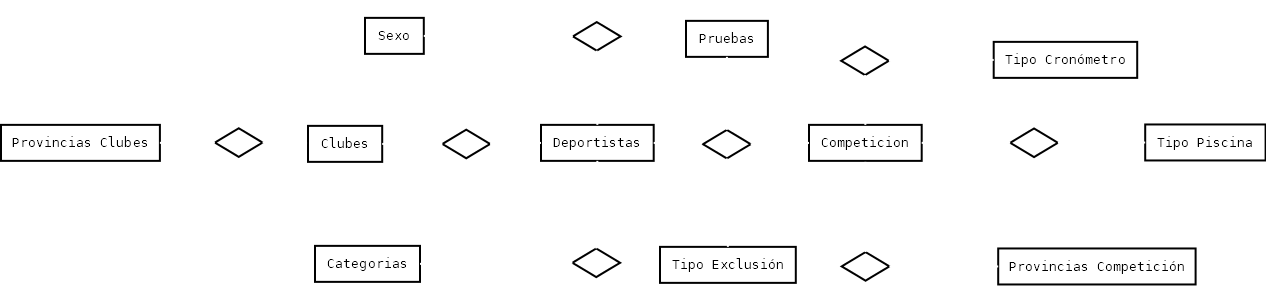 Sexo
Pruebas
Tipo Cronómetro
Provincias Clubes
Clubes
Deportistas
Competicion
Tipo Piscina
Categorias
Tipo Exclusión
Provincias Competición